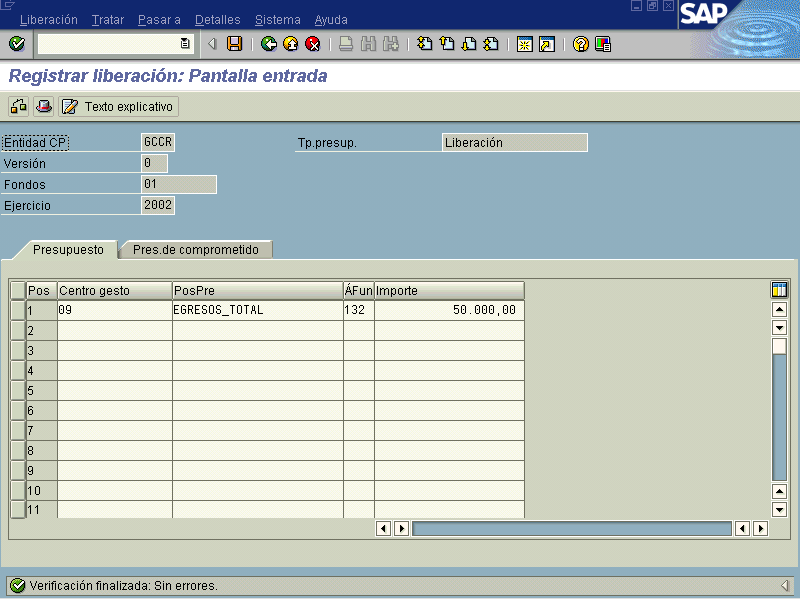 Liberación Tratar Pasar a Detalles Sistema Ayuda
SAP
Registrar liberación: Pantalla entrada
Texto explicativo
Entidad CP GCCR Tp.presup. Liberación
Versión 0
Fondos 01
Ejercicio 2002
Presupuesto Pres.de comprometido
Pos Centro gesto PosPre ÁFun Importe
1 09 EGRESOS_TOTAL 132 50.000,00
2
3
4
5
6
7
8
9
10
11
Verificación finalizada: Sin errores.